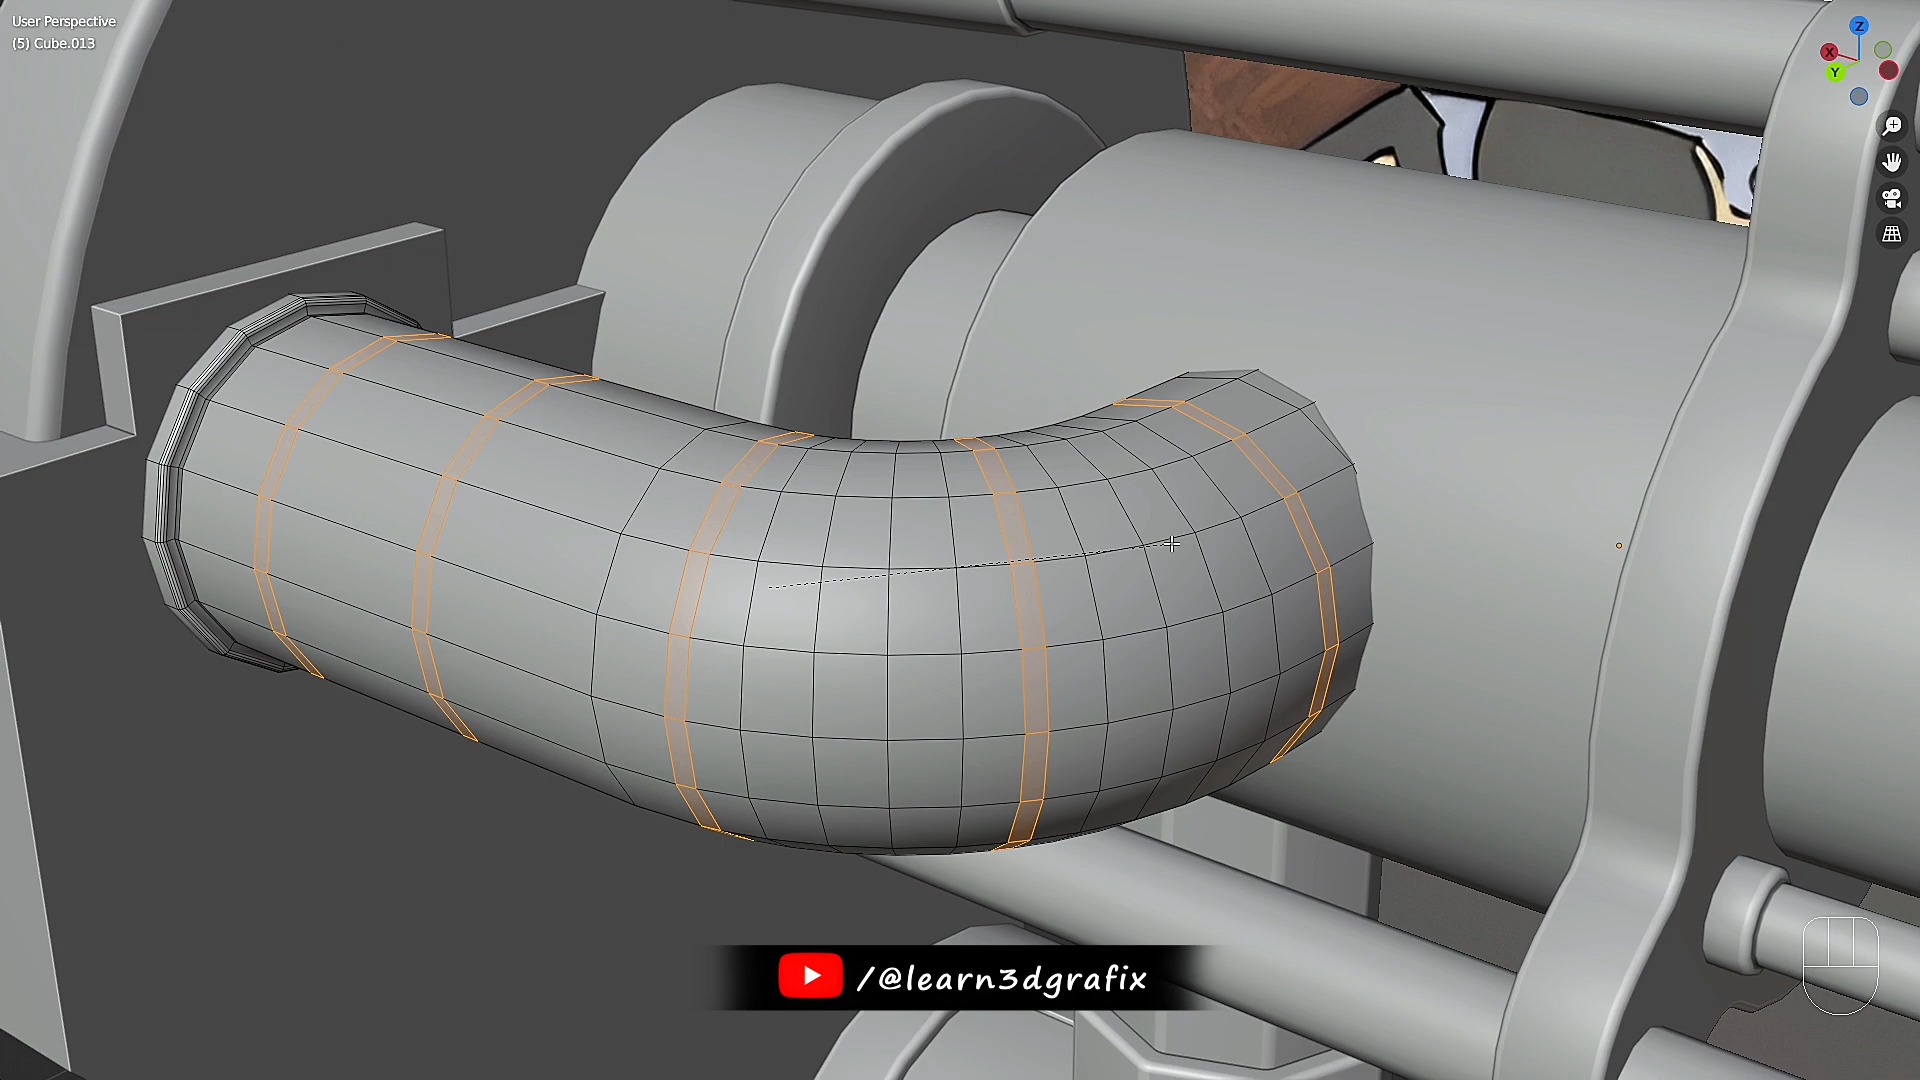 User Perspective
(5) Cube.013
Z
X
Y
/@learn3dgrafix